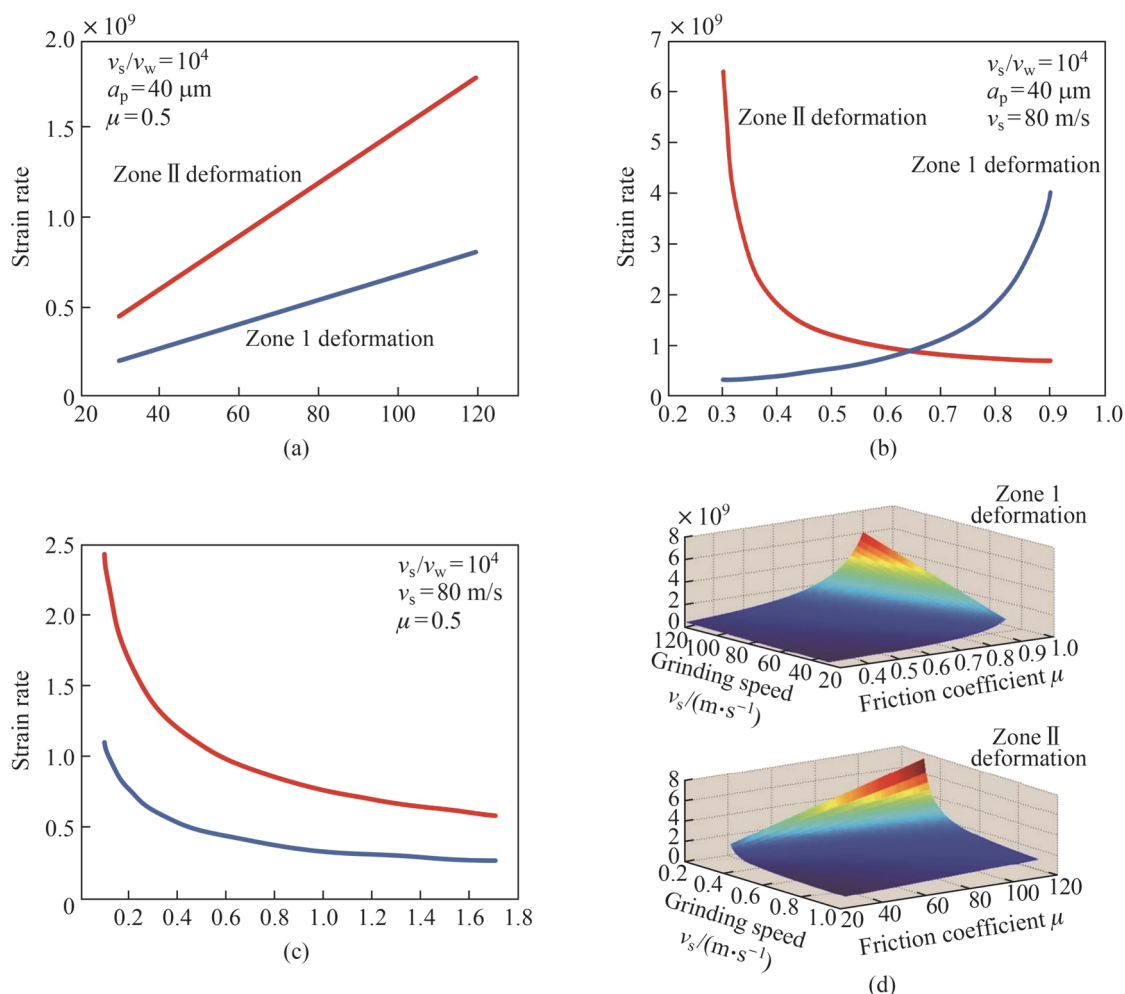 × 10⁹
2.0
1.5
1.0
0.5
0
vₛ/v_w = 10⁴
aₚ = 40 μm
μ = 0.5
Zone Ⅱ deformation
Zone 1 deformation
Strain rate
20 40 60 80 100 120
(a)
× 10⁹
7
6
5
4
3
2
1
0
vₛ/v_w = 10⁴
aₚ = 40 μm
vₛ = 80 m/s
Zone Ⅱ deformation
Zone 1 deformation
Strain rate
0.2 0.3 0.4 0.5 0.6 0.7 0.8 0.9 1.0
(b)
2.5
2.0
1.5
1.0
0.5
0
vₛ/v_w = 10⁴
vₛ = 80 m/s
μ = 0.5
Strain rate
0.2 0.4 0.6 0.8 1.0 1.2 1.4 1.6 1.8
(c)
Zone 1
deformation
× 10⁹
8
6
4
2
0
120 100 80 60 40 20
0.4 0.5 0.6 0.7 0.8 0.9 1.0
Grinding speed
vₛ/(m·s⁻¹)
Friction coefficient μ
Zone Ⅱ
deformation
8
6
4
2
0
0.2 0.4 0.6 0.8 1.0
20 40 60 80 100 120
Grinding speed
vₛ/(m·s⁻¹)
Friction coefficient μ
(d)